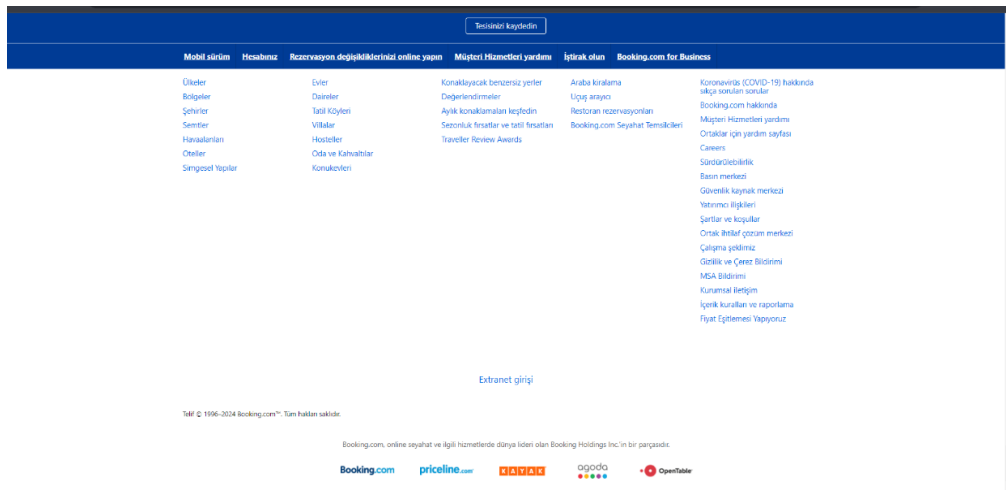 Tesisinizi kaydedin
Mobil sürüm Hesabınız Rezervasyon değişikliklerinizi online yapın Müşteri Hizmetleri yardımı İştirak olun Booking.com for Business
Ülkeler
Bölgeler
Şehirler
Semtler
Havaalanları
Oteller
Simgesel Yapılar
Evler
Daireler
Tatil Köyleri
Villalar
Hosteller
Oda ve Kahvaltılar
Konukevleri
Konaklayacak benzersiz yerler
Değerlendirmeler
Aylık konaklamaları keşfedin
Sezonluk fırsatlar ve tatil fırsatları
Traveller Review Awards
Araba kiralama
Uçuş arayıcı
Restoran rezervasyonları
Booking.com Seyahat Temsilcileri
Koronavirüs (COVID-19) hakkında
sıkça sorulan sorular
Booking.com hakkında
Müşteri Hizmetleri yardımı
Ortaklar için yardım sayfası
Careers
Sürdürülebilirlik
Basın merkezi
Güvenlik kaynak merkezi
Yatırımcı ilişkileri
Şartlar ve koşullar
Ortak ihtilaf çözüm merkezi
Çalışma şeklimiz
Gizlilik ve Çerez Bildirimi
MSA Bildirimi
Kurumsal iletişim
İçerik kuralları ve raporlama
Fiyat Eşitlemesi Yapıyoruz
Extranet girişi
Telif © 1996–2024 Booking.com™. Tüm hakları saklıdır.
Booking.com, online seyahat ve ilgili hizmetlerde dünya lideri olan Booking Holdings Inc.'in bir parçasıdır.
Booking.com priceline.com KAYAK agoda OpenTable